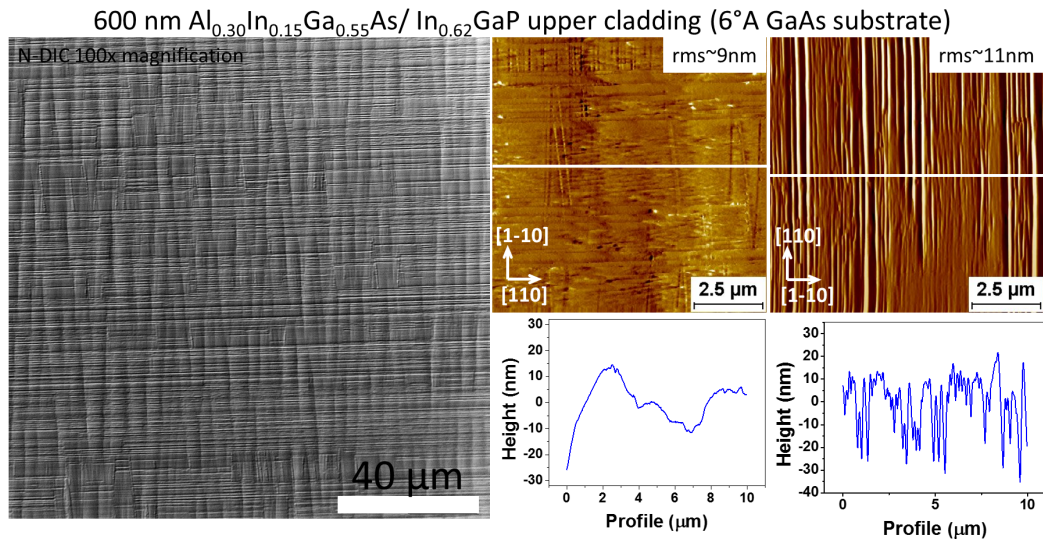 600 nm Al0.30In0.15Ga0.55As/ In0.62GaP upper cladding (6°A GaAs substrate)
N-DIC 100x magnification
40 µm
rms~9nm
[1-10]
[110]
2.5 µm
rms~11nm
[110]
[1-10]
2.5 µm
Height (nm)
30
20
10
0
-10
-20
-30
0
2
4
6
8
10
Profile (µm)
Height (nm)
30
20
10
0
-10
-20
-30
-40
0
5
10
Profile (µm)